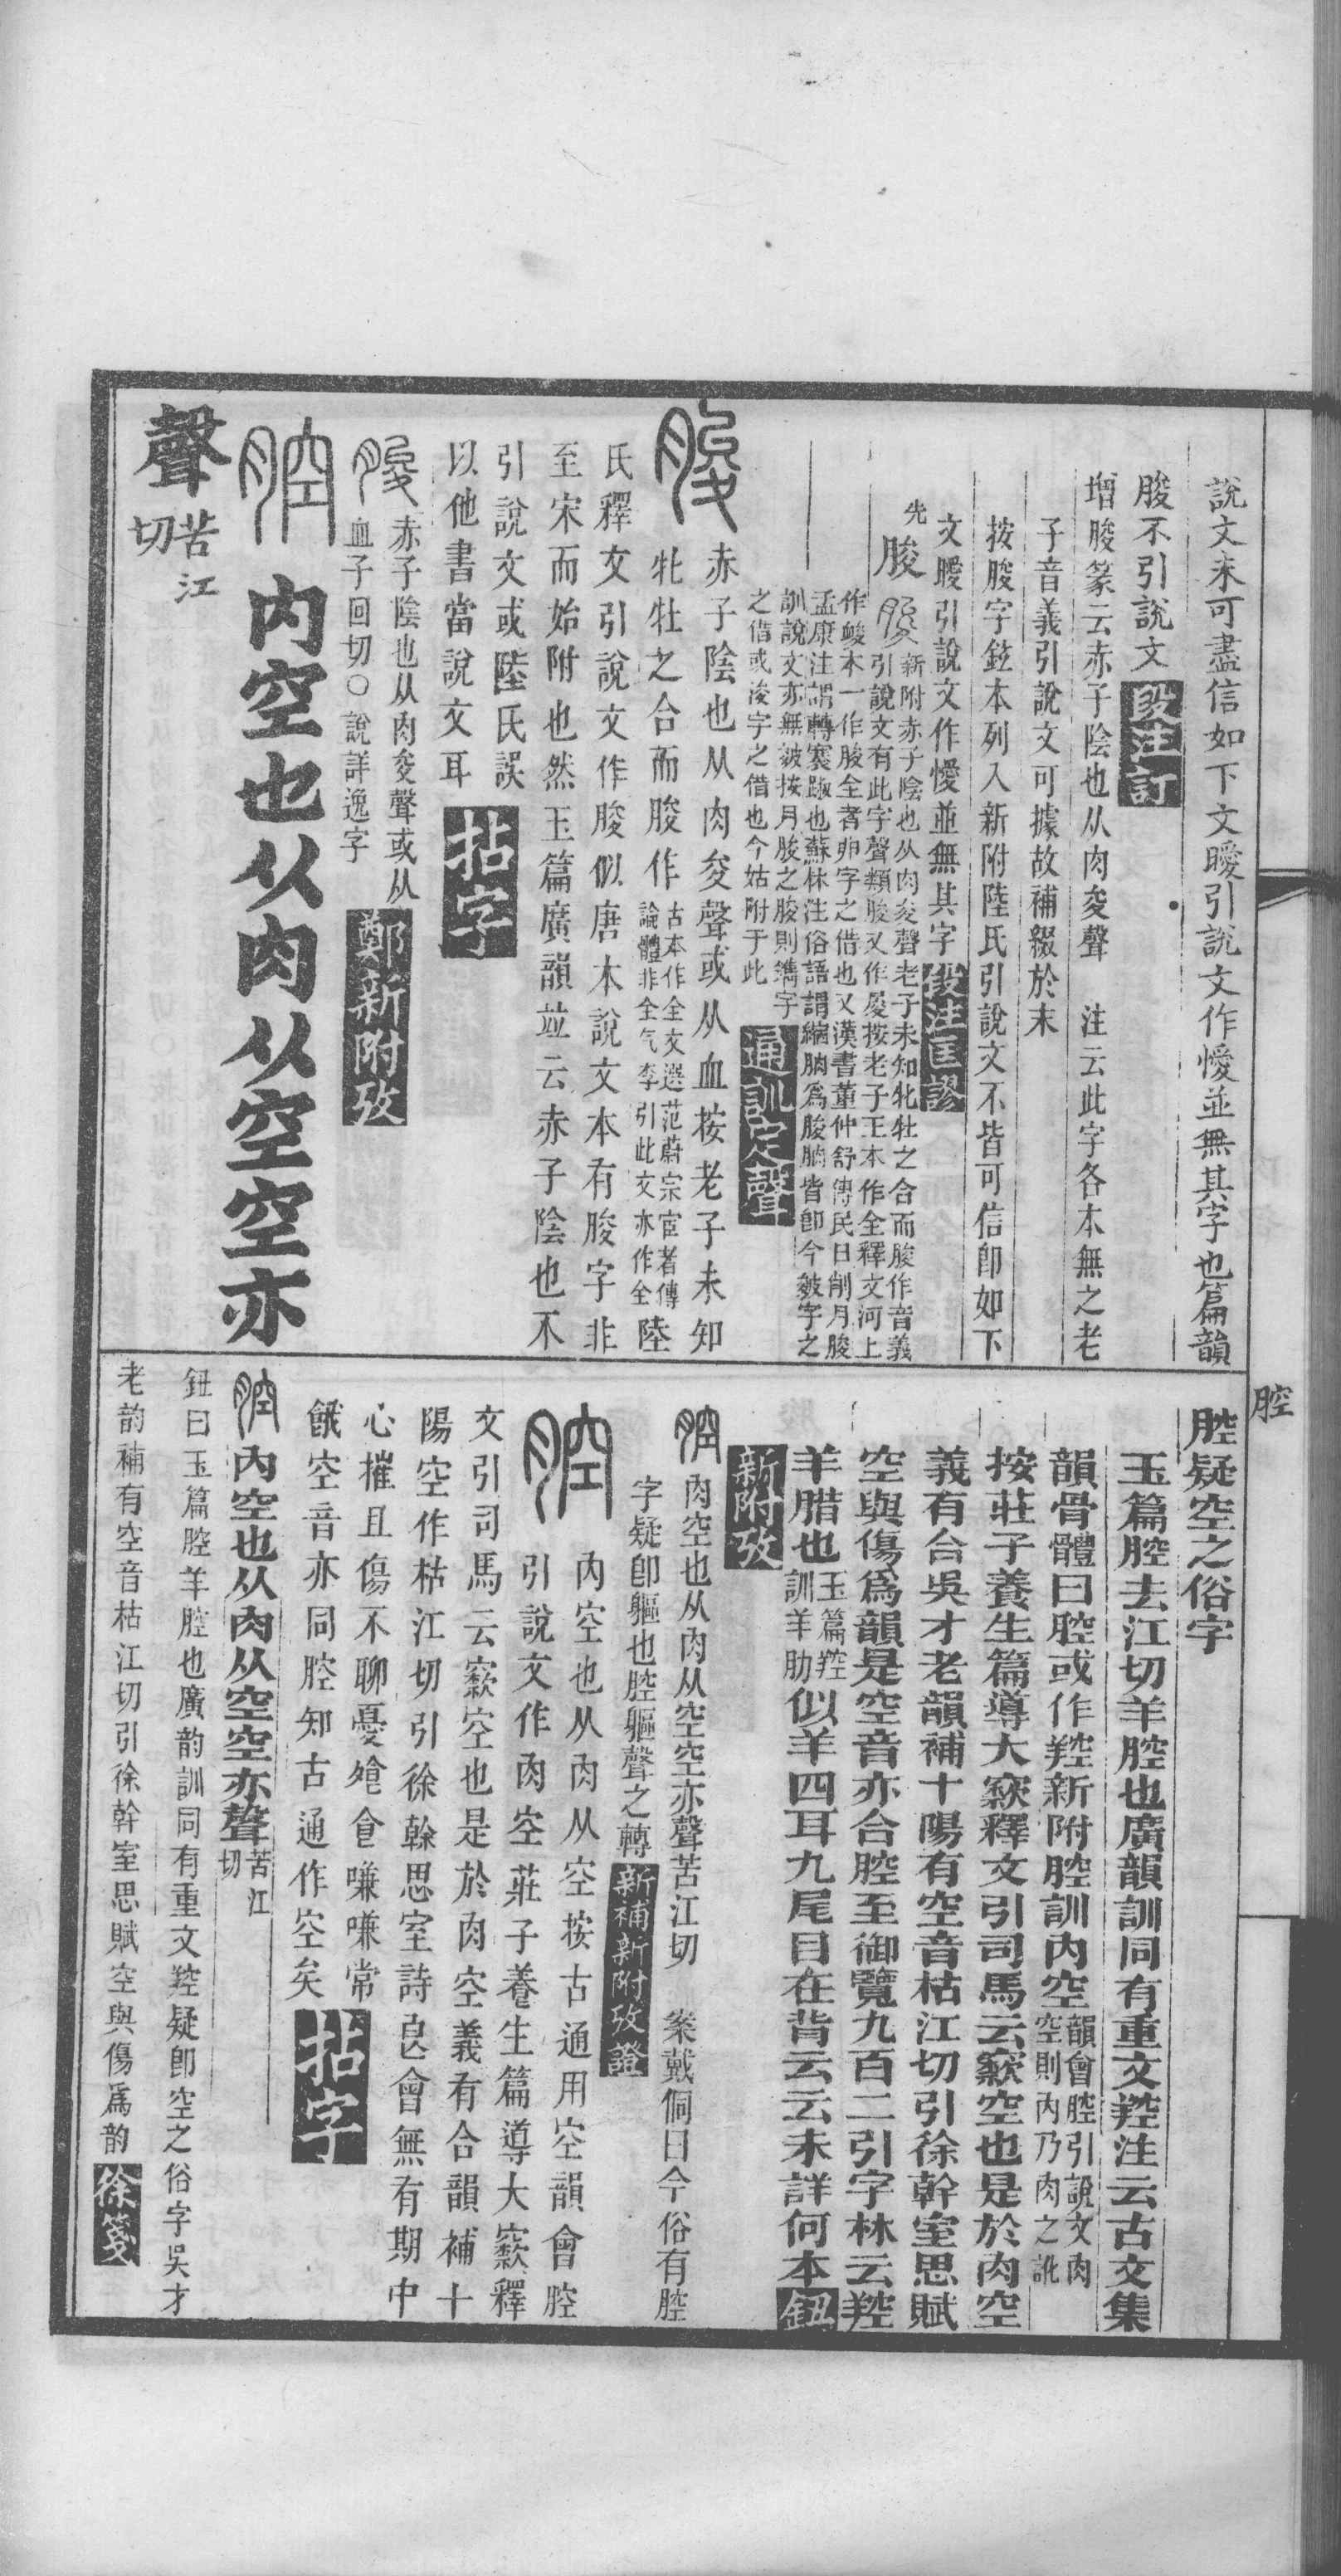 說文未可盡信如下文曖引說文作懓並無其字也篇韻
朘不引說文段注訂
增朘篆云赤子陰也从肉夋聲　注云此字各本無之老
子音義引說文可據故補綴於末
按朘字鉉本列入新附陸氏引說文不皆可信卽如下
文曖引說文作懓並無其字段注匡謬
先
朘
新附赤子陰也从肉夋聲老子未知牝牡之合而朘作音義
引說文有此字聲類朘又作㞙按老子王本作全釋文河上
作峻本一作朘全者卵字之借也又漢書董仲舒傳民日削月朘
孟康注謂轉褰踧也蘇林注俗語謂縮朒爲朘朒皆卽今皴字之
訓說文亦無皴按月朘之朘則鐫字
之借或浚字之借也今姑附于此
通訓定聲
朘
赤子陰也从肉夋聲或从血按老子未知
牝牡之合而朘作古本作全文選范蔚宗宦者傳
論體非全气李引此文亦作全陸
氏釋文引說文作朘似唐本說文本有朘字非
至宋而始附也然玉篇廣韻竝云赤子陰也不
引說文或陸氏誤
以他書當說文耳拈字
朘
赤子陰也从肉夋聲或从
血子回切○說詳逸字鄭新附攷
腔
內空也从肉从空空亦
聲
苦江
切
腔
腔疑空之俗字
玉篇腔去江切羊腔也廣韻訓同有重文羫注云古文集
韻骨體曰腔或作羫新附腔訓內空韻會腔引說文肉
空則內乃肉之訛
按莊子養生篇導大窾釋文引司馬云窾空也是於肉空
義有合吳才老韻補十陽有空音枯江切引徐幹室思賦
空與傷爲韻是空音亦合腔至御覽九百二引字林云羫
羊腊也玉篇羫
訓羊肋似羊四耳九尾目在背云云未詳何本鈕
新附攷
腔
肉空也从肉从空空亦聲苦江切　案戴侗曰今俗有腔
字疑卽軀也腔軀聲之轉新補新附攷證
腔
內空也从肉从空按古通用空韻會腔
引說文作肉空莊子養生篇導大窾釋
文引司馬云窾空也是於肉空義有合韻補十
陽空作枯江切引徐榦思室詩良會無有期中
心摧且傷不聊憂飧食嗛嗛常
餓空音亦同腔知古通作空矣拈字
腔
內空也从肉从空空亦聲苦江
切
鈕曰玉篇腔羊腔也廣韵訓同有重文羫疑卽空之俗字吳才
老韵補有空音枯江切引徐幹室思賦空與傷爲韵徐箋